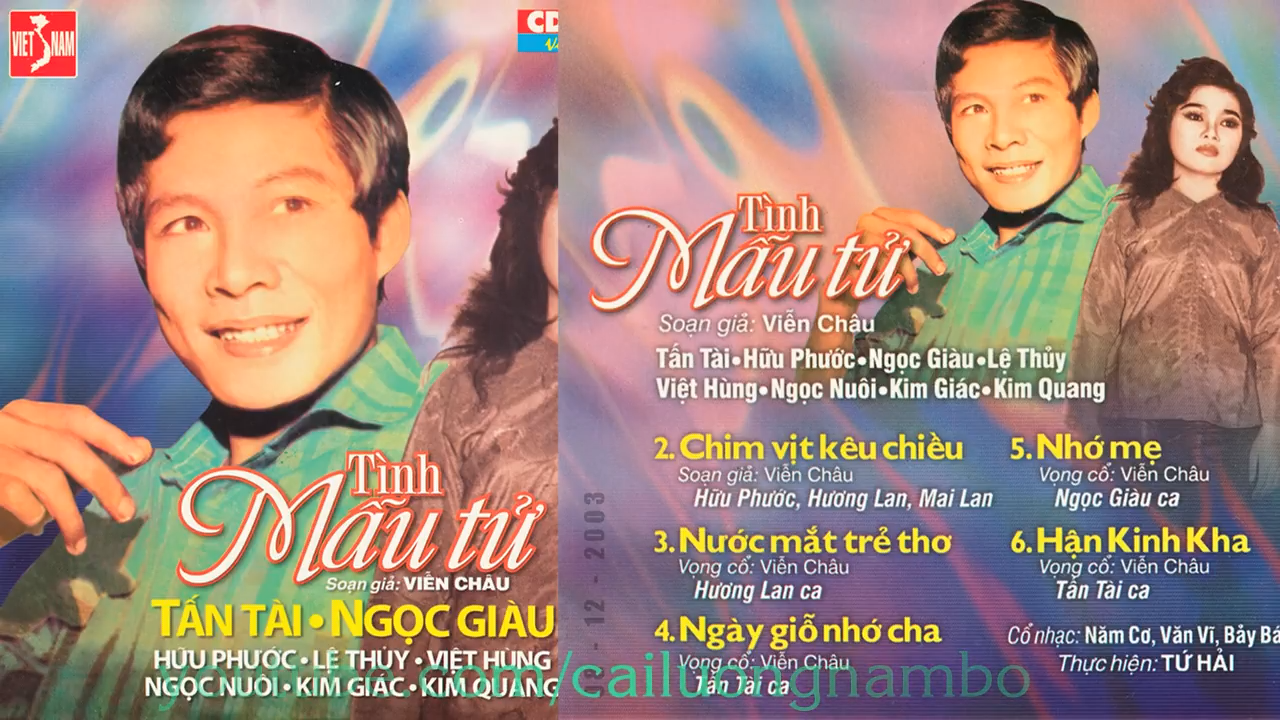 VIỆT NAM
CD
Tình
Mẫu tử
Soạn giả: VIỄN CHÂU
TẤN TÀI • NGỌC GIÀU
HỮU PHƯỚC • LỆ THỦY • VIỆT HÙNG
NGỌC NUÔI • KIM GIÁC • KIM QUANG
Tình
Mẫu tử
Soạn giả: Viễn Châu
Tấn Tài•Hữu Phước•Ngọc Giàu•Lệ Thủy
Việt Hùng•Ngọc Nuôi•Kim Giác•Kim Quang
2. Chim vịt kêu chiều
Soạn giả: Viễn Châu
Hữu Phước, Hương Lan, Mai Lan
3. Nước mắt trẻ thơ
Vọng cổ: Viễn Châu
Hương Lan ca
4. Ngày giỗ nhớ cha
Vọng cổ: Viễn Châu
Tấn Tài ca
5. Nhớ mẹ
Vọng cổ: Viễn Châu
Ngọc Giàu ca
6. Hận Kinh Kha
Vọng cổ: Viễn Châu
Tấn Tài ca
Cổ nhạc: Năm Cơ, Văn Vĩ, Bảy Bá
Thực hiện: TỨ HẢI
12 - 2003
.com/cailuongnambo